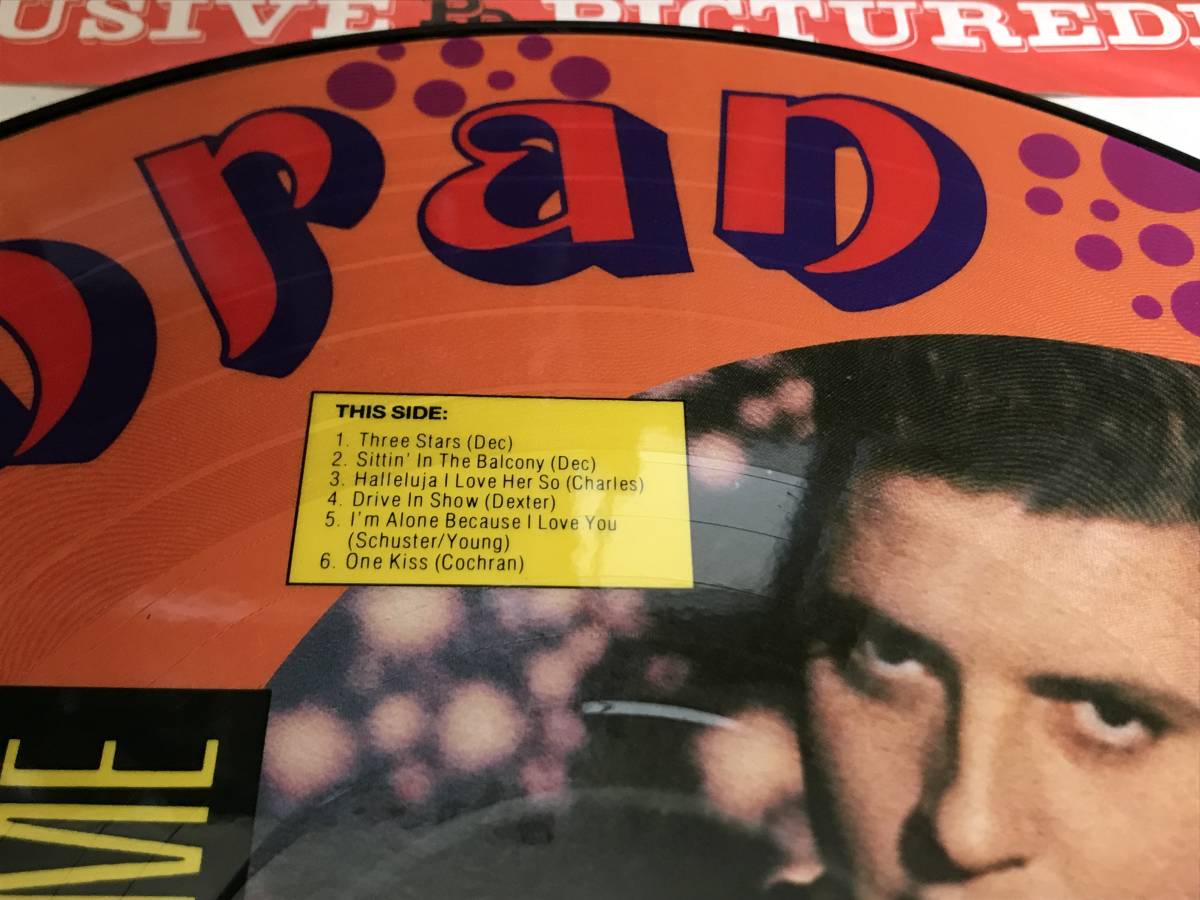 USIVE PICTURED
ran
THIS SIDE:
1. Three Stars (Dec)
2. Sittin' In The Balcony (Dec)
3. Halleluja I Love Her So (Charles)
4. Drive In Show (Dexter)
5. I'm Alone Because I Love You
(Schuster/Young)
6. One Kiss (Cochran)
ME